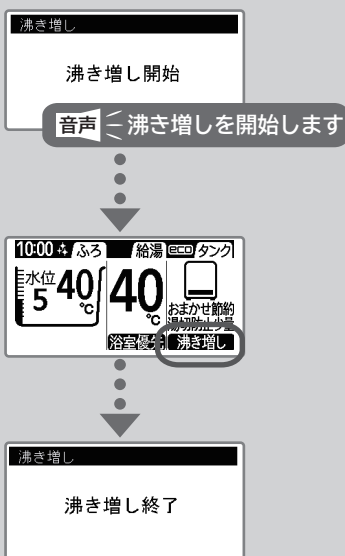 沸き増し
沸き増し開始
音声 沸き増しを開始します
10:00 ふろ 給湯 eco タンク
水位 5 40℃ 40℃
おまかせ節約
湯切防止少量
浴室優先 沸き増し
沸き増し
沸き増し終了